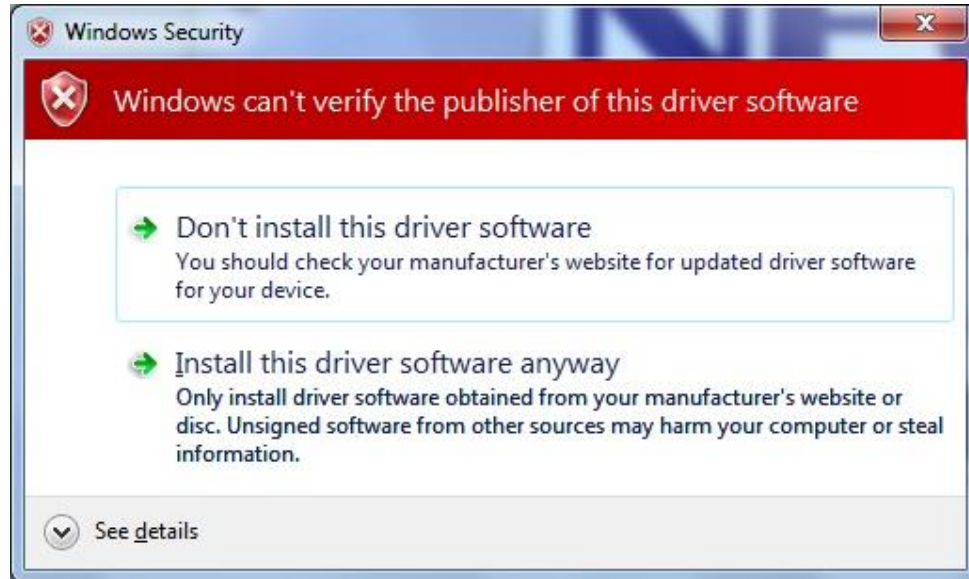 Windows Security
Windows can't verify the publisher of this driver software
Don't install this driver software
You should check your manufacturer's website for updated driver software
for your device.
Install this driver software anyway
Only install driver software obtained from your manufacturer's website or
disc. Unsigned software from other sources may harm your computer or steal
information.
See details